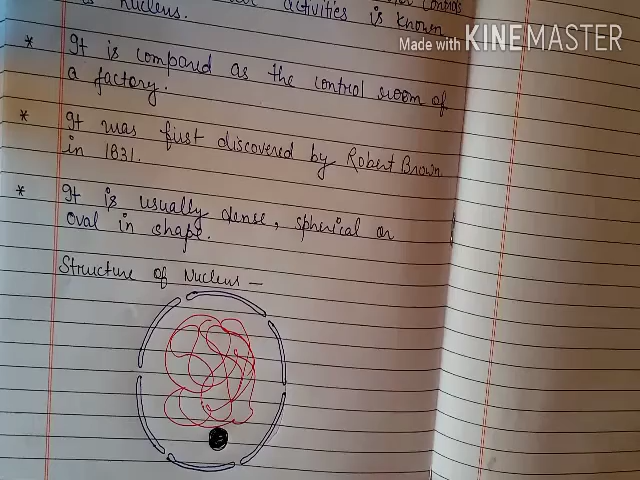 activities is known
as nucleus.
Made with KINEMASTER
* It is compared as the control room of
a factory.
* It was first discovered by Robert Brown
in 1831.
* It is usually dense, spherical or
oval in shape.
Structure of Nucleus —